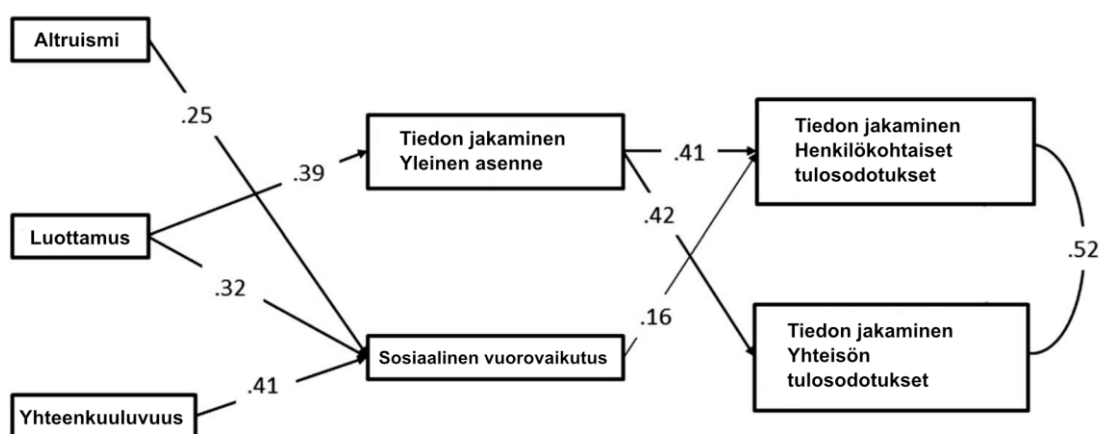 Altruismi
.25
Tiedon jakaminen
Yleinen asenne
.39
.41
Tiedon jakaminen
Henkilökohtaiset
tulosodotukset
Luottamus
.42
.52
.32
.16
Sosiaalinen vuorovaikutus
Tiedon jakaminen
Yhteisön
tulosodotukset
.41
Yhteenkuuluvuus